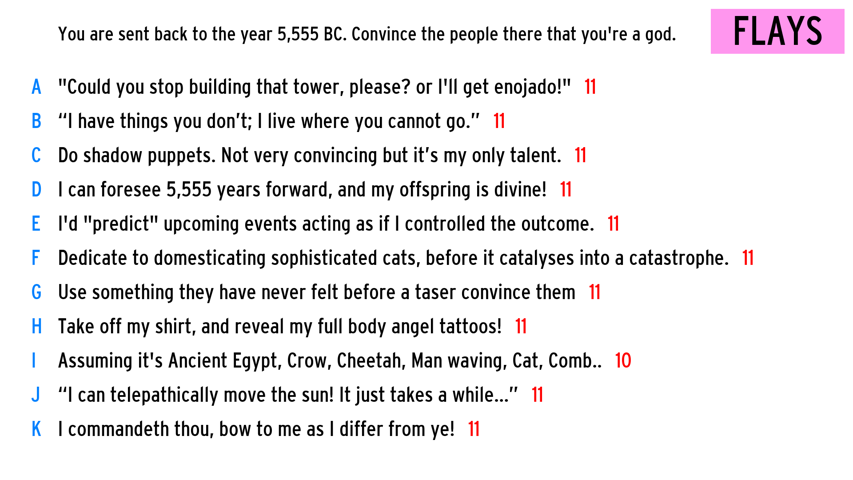 You are sent back to the year 5,555 BC. Convince the people there that you're a god.
FLAYS
A "Could you stop building that tower, please? or I'll get enojado!" 11
B “I have things you don’t; I live where you cannot go.” 11
C Do shadow puppets. Not very convincing but it’s my only talent. 11
D I can foresee 5,555 years forward, and my offspring is divine! 11
E I'd "predict" upcoming events acting as if I controlled the outcome. 11
F Dedicate to domesticating sophisticated cats, before it catalyses into a catastrophe. 11
G Use something they have never felt before a taser convince them 11
H Take off my shirt, and reveal my full body angel tattoos! 11
I Assuming it's Ancient Egypt, Crow, Cheetah, Man waving, Cat, Comb.. 10
J “I can telepathically move the sun! It just takes a while...” 11
K I commandeth thou, bow to me as I differ from ye! 11